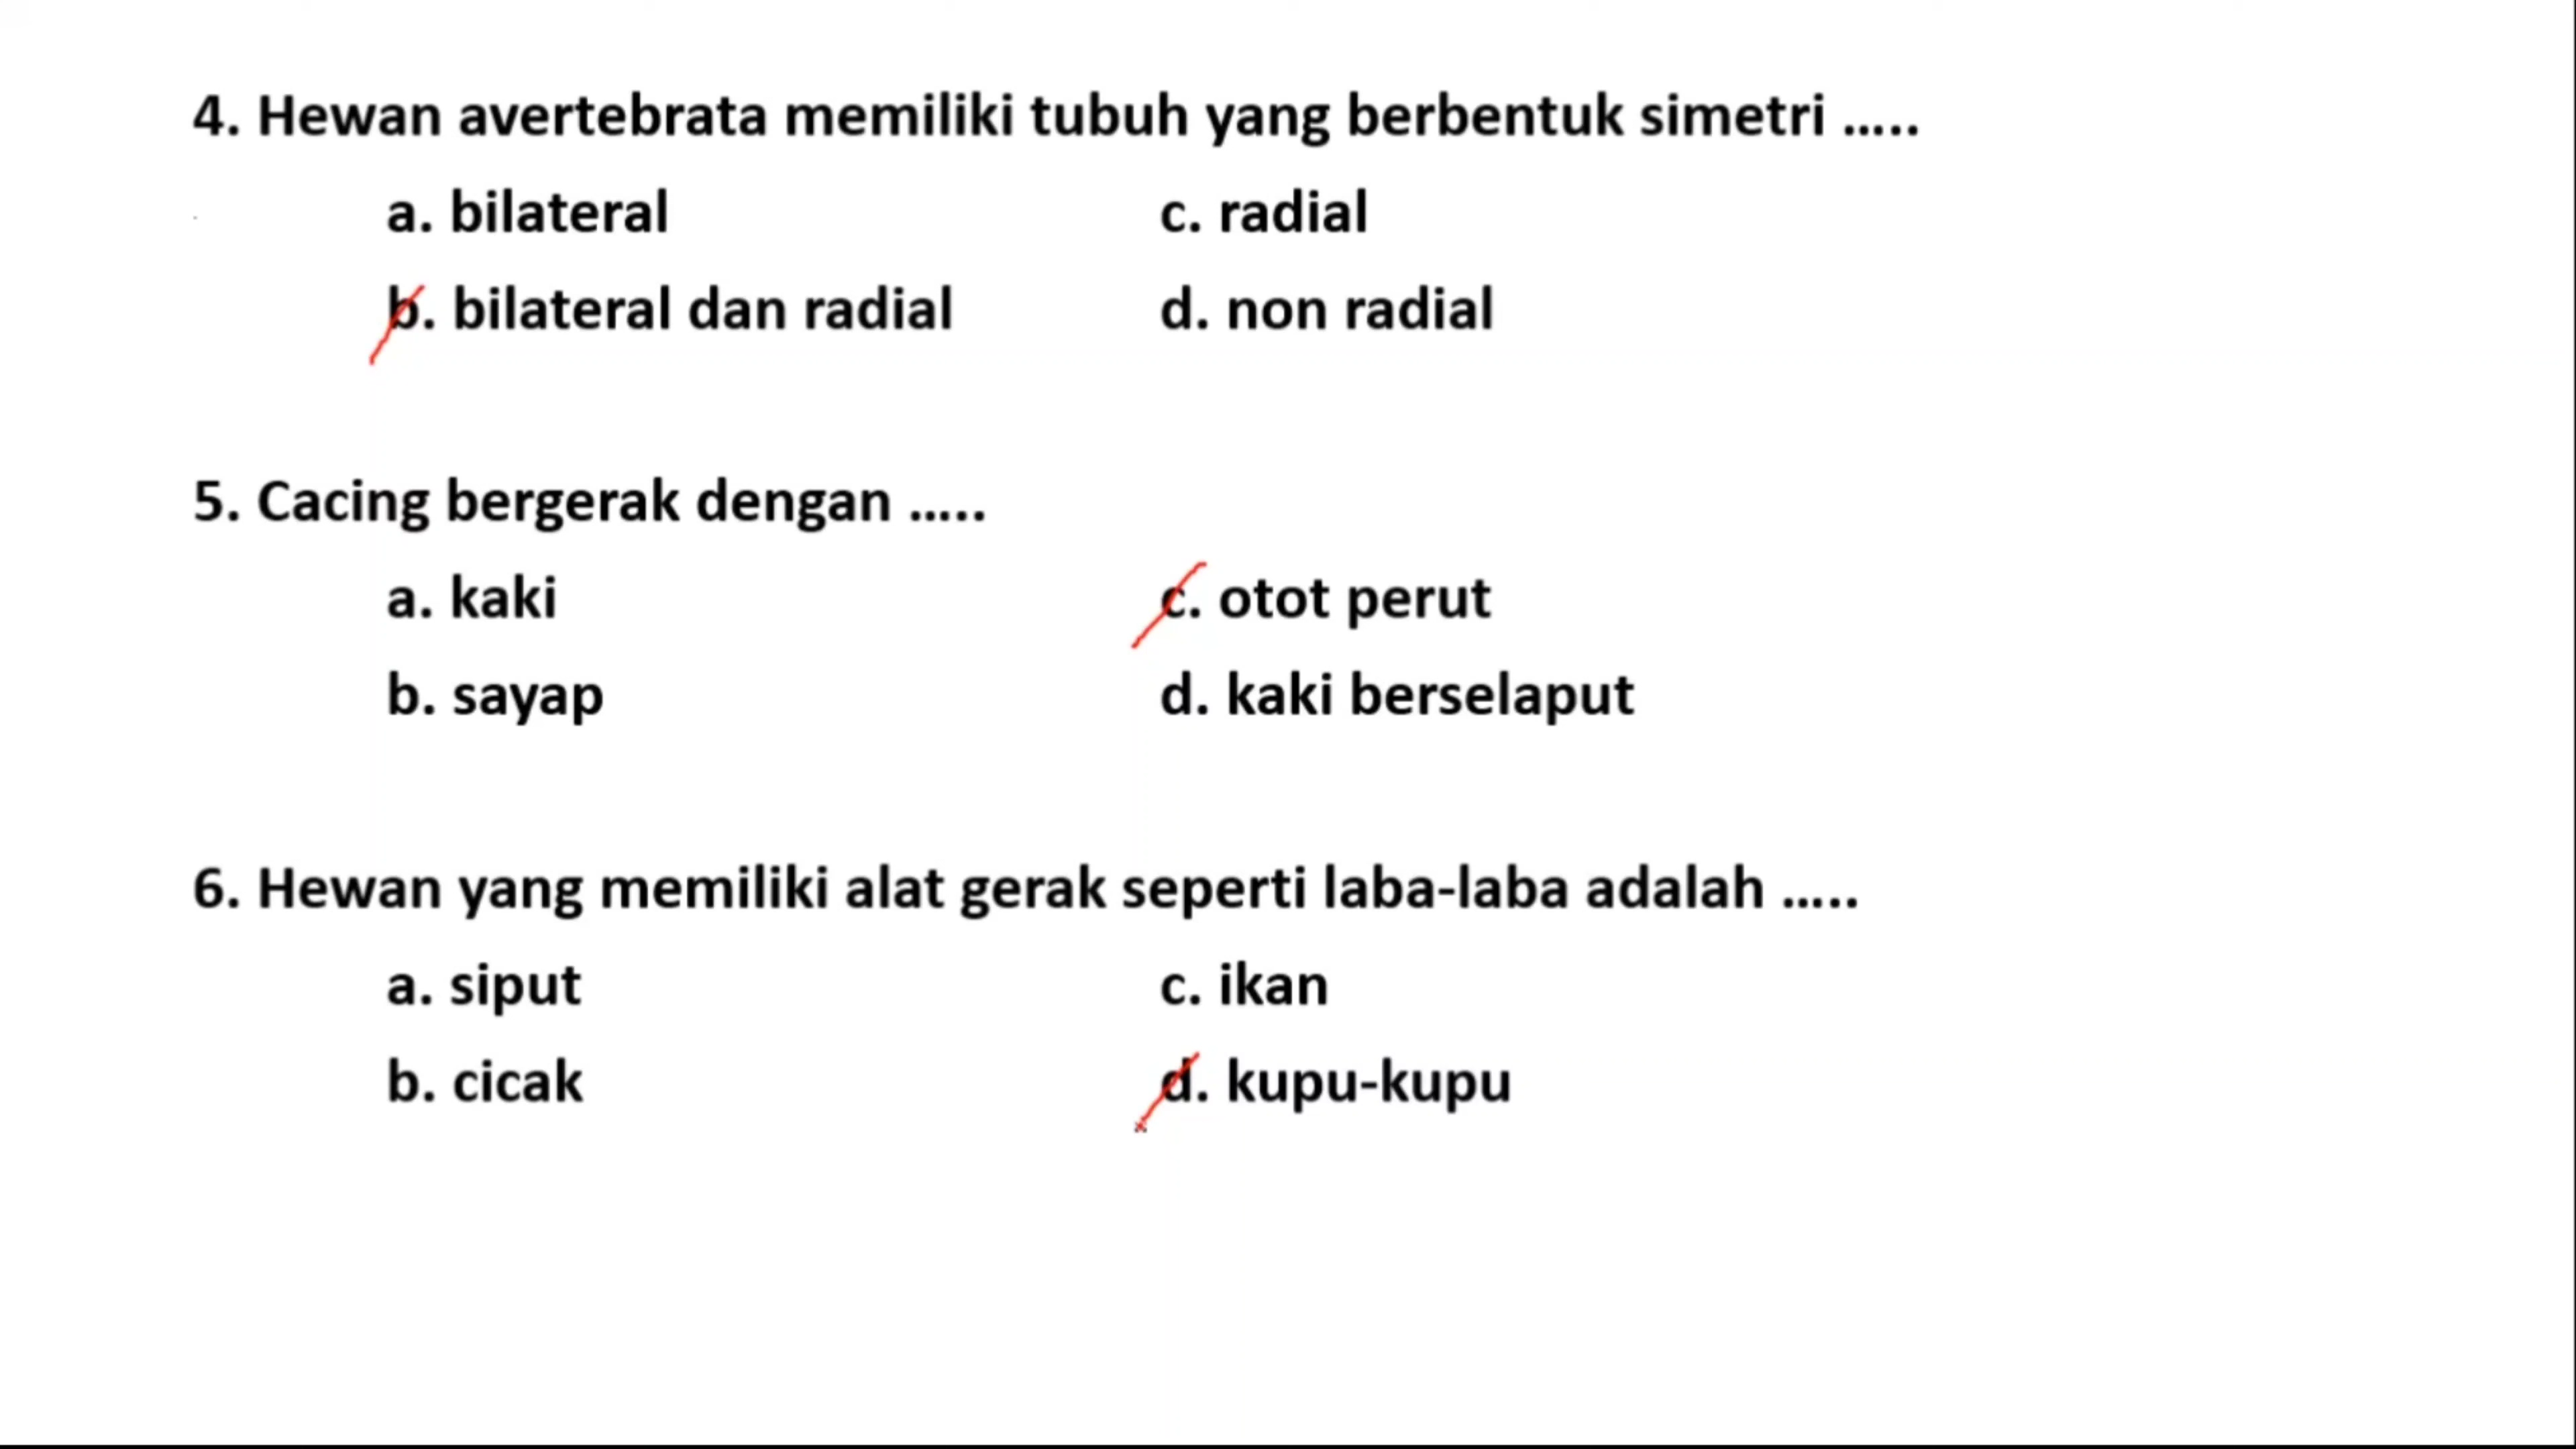 4. Hewan avertebrata memiliki tubuh yang berbentuk simetri .....
a. bilateral c. radial
b. bilateral dan radial d. non radial
5. Cacing bergerak dengan .....
a. kaki c. otot perut
b. sayap d. kaki berselaput
6. Hewan yang memiliki alat gerak seperti laba-laba adalah .....
a. siput c. ikan
b. cicak d. kupu-kupu